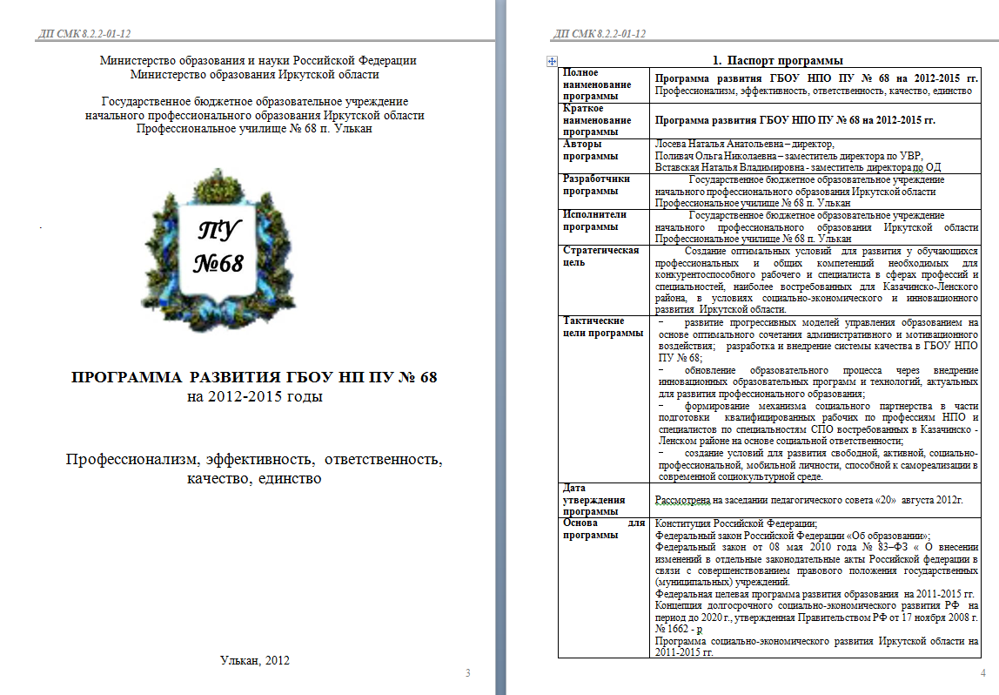 ДП СМК 8.2.2-01-12
Министерство образования и науки Российской Федерации
Министерство образования Иркутской области
Государственное бюджетное образовательное учреждение
начального профессионального образования Иркутской области
Профессиональное училище № 68 п. Улькан
ПУ
№68
ПРОГРАММА РАЗВИТИЯ ГБОУ НП ПУ № 68
на 2012-2015 годы
Профессионализм, эффективность, ответственность,
качество, единство
Улькан, 2012
3
ДП СМК 8.2.2-01-12
1. Паспорт программы
Полное
наименование
программы
Программа развития ГБОУ НПО ПУ № 68 на 2012-2015 гг.
Профессионализм, эффективность, ответственность, качество, единство
Краткое
наименование
программы
Программа развития ГБОУ НПО ПУ № 68 на 2012-2015 гг.
Авторы
программы
Лосева Наталья Анатольевна – директор,
Поливач Ольга Николаевна – заместитель директора по УВР,
Вставская Наталья Владимировна - заместитель директора по ОД
Разработчики
программы
Государственное бюджетное образовательное учреждение
начального профессионального образования Иркутской области
Профессиональное училище № 68 п. Улькан
Исполнители
программы
Государственное бюджетное образовательное учреждение
начального профессионального образования Иркутской области
Профессиональное училище № 68 п. Улькан
Стратегическая
цель
Создание оптимальных условий для развития у обучающихся
профессиональных и общих компетенций необходимых для
конкурентоспособного рабочего и специалиста в сферах профессий и
специальностей, наиболее востребованных для Казачинско-Ленского
района, в условиях социально-экономического и инновационного
развития Иркутской области.
Тактические
цели программы
− развитие прогрессивных моделей управления образованием на
основе оптимального сочетания административного и мотивационного
воздействия; разработка и внедрение системы качества в ГБОУ НПО
ПУ № 68;
− обновление образовательного процесса через внедрение
инновационных образовательных программ и технологий, актуальных
для развития профессионального образования;
− формирование механизма социального партнерства в части
подготовки квалифицированных рабочих по профессиям НПО и
специалистов по специальностям СПО востребованных в Казачинско -
Ленском районе на основе социальной ответственности;
− создание условий для развития свободной, активной, социально-
профессиональной, мобильной личности, способной к самореализации в
современной социокультурной среде.
Дата
утверждения
программы
Рассмотрена на заседании педагогического совета «20» августа 2012г.
Основа для
программы
Конституция Российской Федерации;
Федеральный закон Российской Федерации «Об образовании»;
Федеральный закон от 08 мая 2010 года № 83–ФЗ « О внесении
изменений в отдельные законодательные акты Российской федерации в
связи с совершенствованием правового положения государственных
(муниципальных) учреждений.
Федеральная целевая программа развития образования на 2011-2015 гг.
Концепция долгосрочного социально-экономического развития РФ на
период до 2020 г., утвержденная Правительством РФ от 17 ноября 2008 г.
№ 1662 - р
Программа социально-экономического развития Иркутской области на
2011-2015 гг.
4